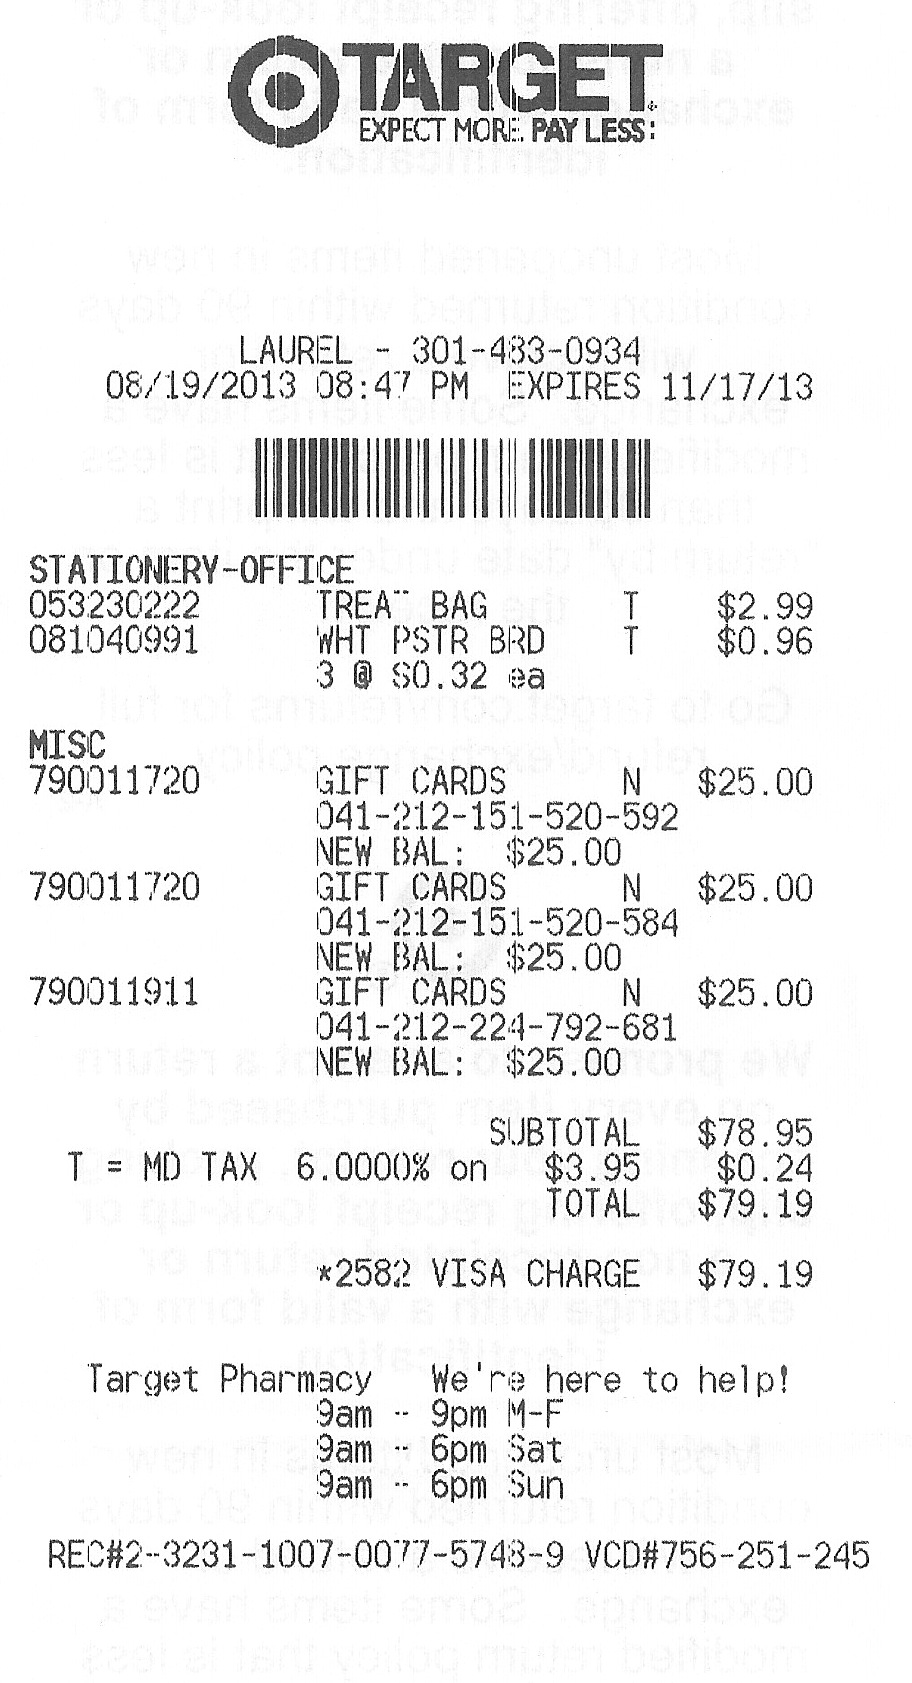 TARGET
EXPECT MORE. PAY LESS.
LAUREL - 301-483-0934
08/19/2013 08:47 PM EXPIRES 11/17/13
STATIONERY-OFFICE
053230222 TREAT BAG T $2.99
081040991 WHT PSTR BRD T $0.96
3 @ $0.32 ea
MISC
790011720 GIFT CARDS N $25.00
041-212-151-520-592
NEW BAL: $25.00
790011720 GIFT CARDS N $25.00
041-212-151-520-584
NEW BAL: $25.00
790011911 GIFT CARDS N $25.00
041-212-224-792-681
NEW BAL: $25.00
SUBTOTAL $78.95
T = MD TAX 6.0000% on $3.95 $0.24
TOTAL $79.19
*2582 VISA CHARGE $79.19
Target Pharmacy We're here to help!
9am - 9pm M-F
9am - 6pm Sat
9am - 6pm Sun
REC#2-3231-1007-0077-5748-9 VCD#756-251-245